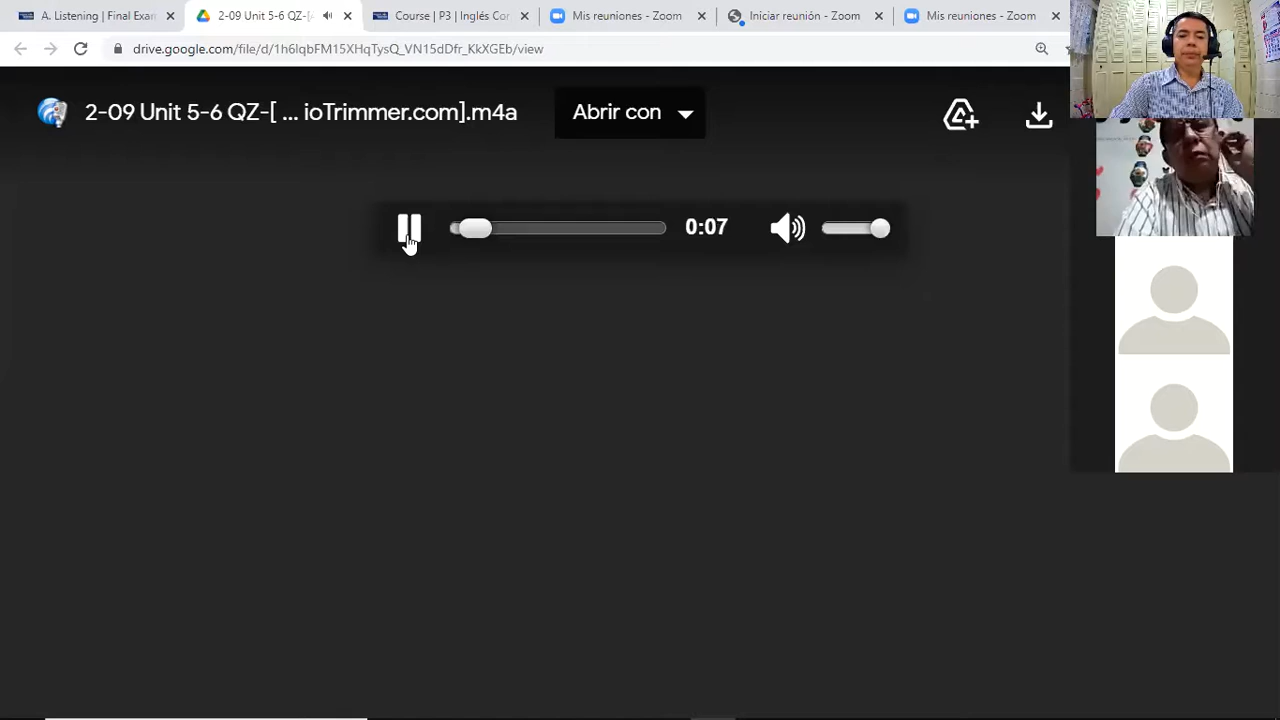 A. Listening | Final Exam
2-09 Unit 5-6 QZ-[
Course | P3 | Inglés Cor
Mis reuniones - Zoom
Iniciar reunión - Zoom
Mis reuniones - Zoom
drive.google.com/file/d/1h6lqbFM15XHqTysQ_VN15dDfr_KkXGEb/view
2-09 Unit 5-6 QZ-[ ... ioTrimmer.com].m4a
Abrir con
0:07